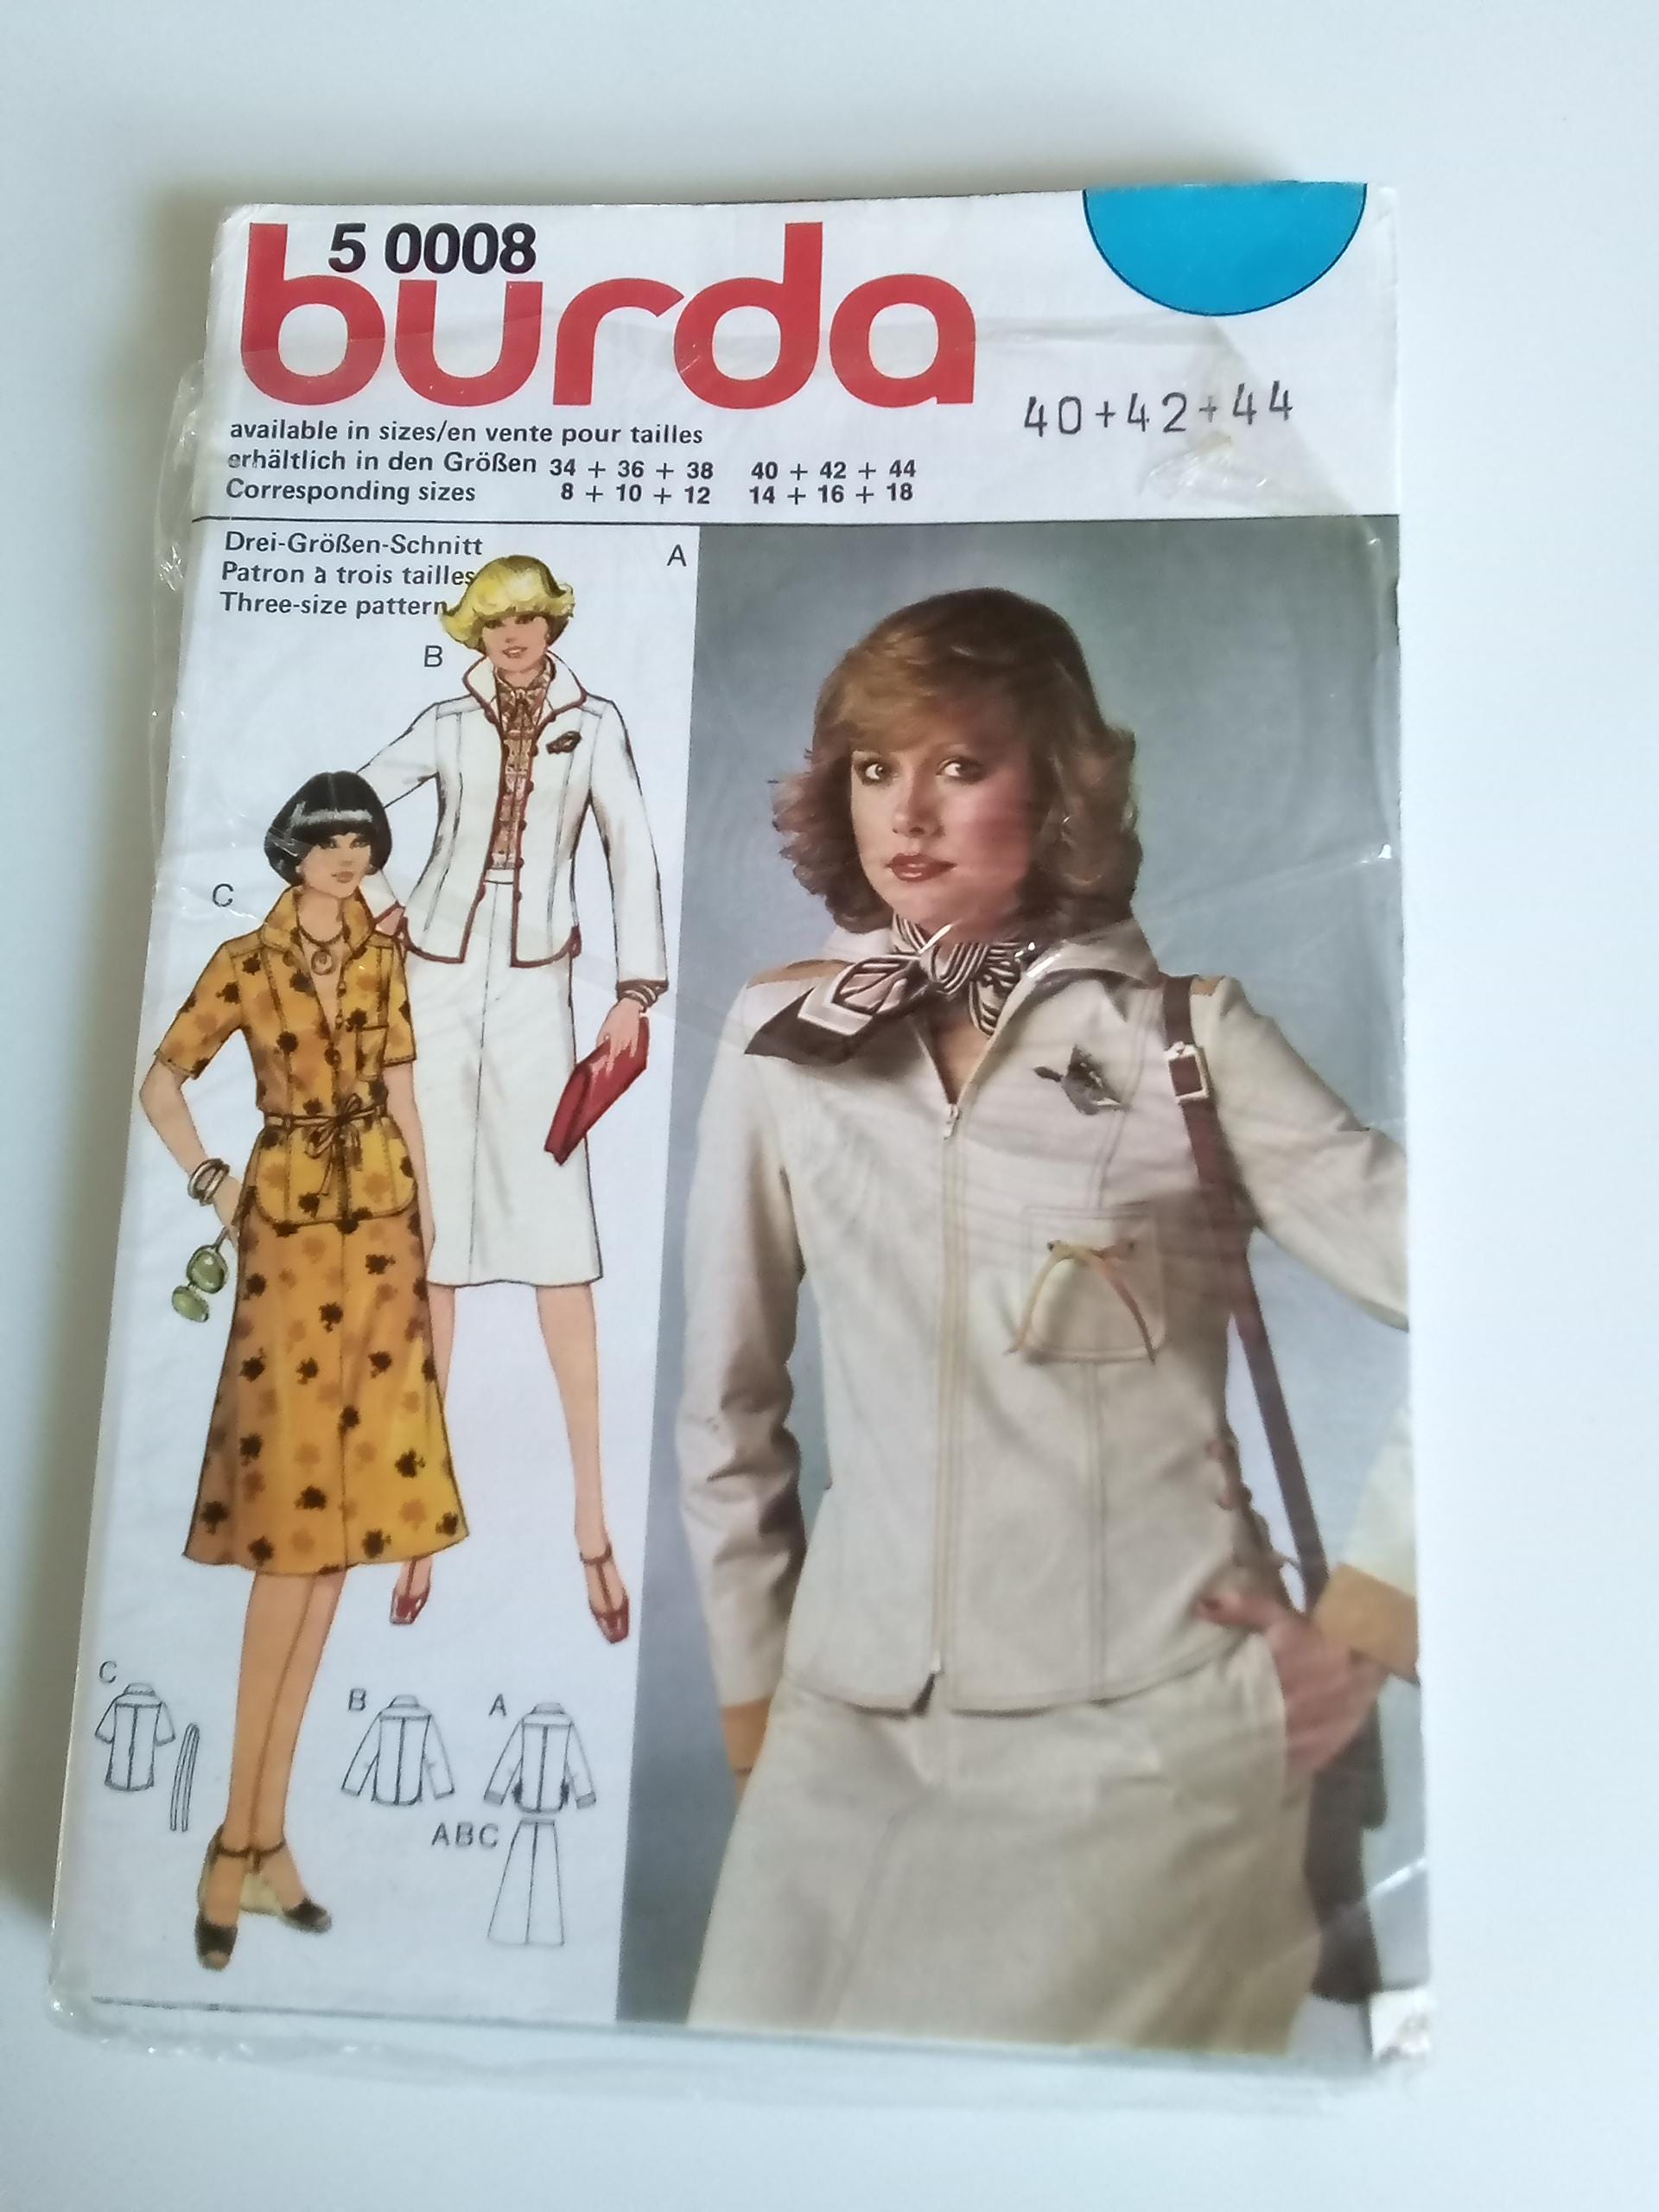 5 0008
burda
40+42+44
available in sizes/en vente pour tailles
erhältlich in den Größen 34 + 36 + 38 40 + 42 + 44
Corresponding sizes 8 + 10 + 12 14 + 16 + 18
Drei-Größen-Schnitt
Patron à trois tailles
Three-size pattern
A
B
C
C
B
A
ABC